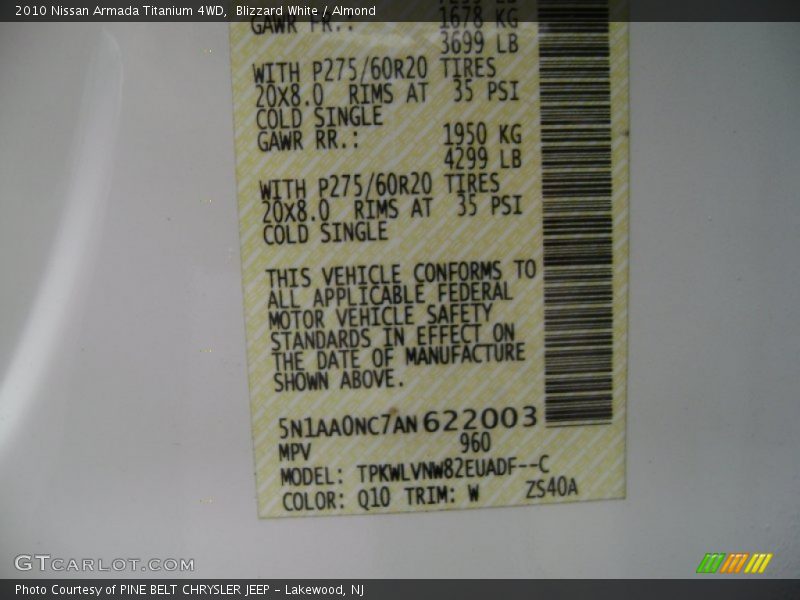 2010 Nissan Armada Titanium 4WD,  Blizzard White / Almond
GAWR FR.: 1678 KG
3699 LB
WITH P275/60R20 TIRES
20X8.0 RIMS AT 35 PSI
COLD SINGLE
GAWR RR.: 1950 KG
4299 LB
WITH P275/60R20 TIRES
20X8.0 RIMS AT 35 PSI
COLD SINGLE
THIS VEHICLE CONFORMS TO
ALL APPLICABLE FEDERAL
MOTOR VEHICLE SAFETY
STANDARDS IN EFFECT ON
THE DATE OF MANUFACTURE
SHOWN ABOVE.
5N1AA0NC7AN622003
MPV 960
MODEL: TPKWLVNW82EUADF--C
COLOR: Q10 TRIM: W ZS40A
GTCARLOT.COM
Photo Courtesy of PINE BELT CHRYSLER JEEP - Lakewood, NJ